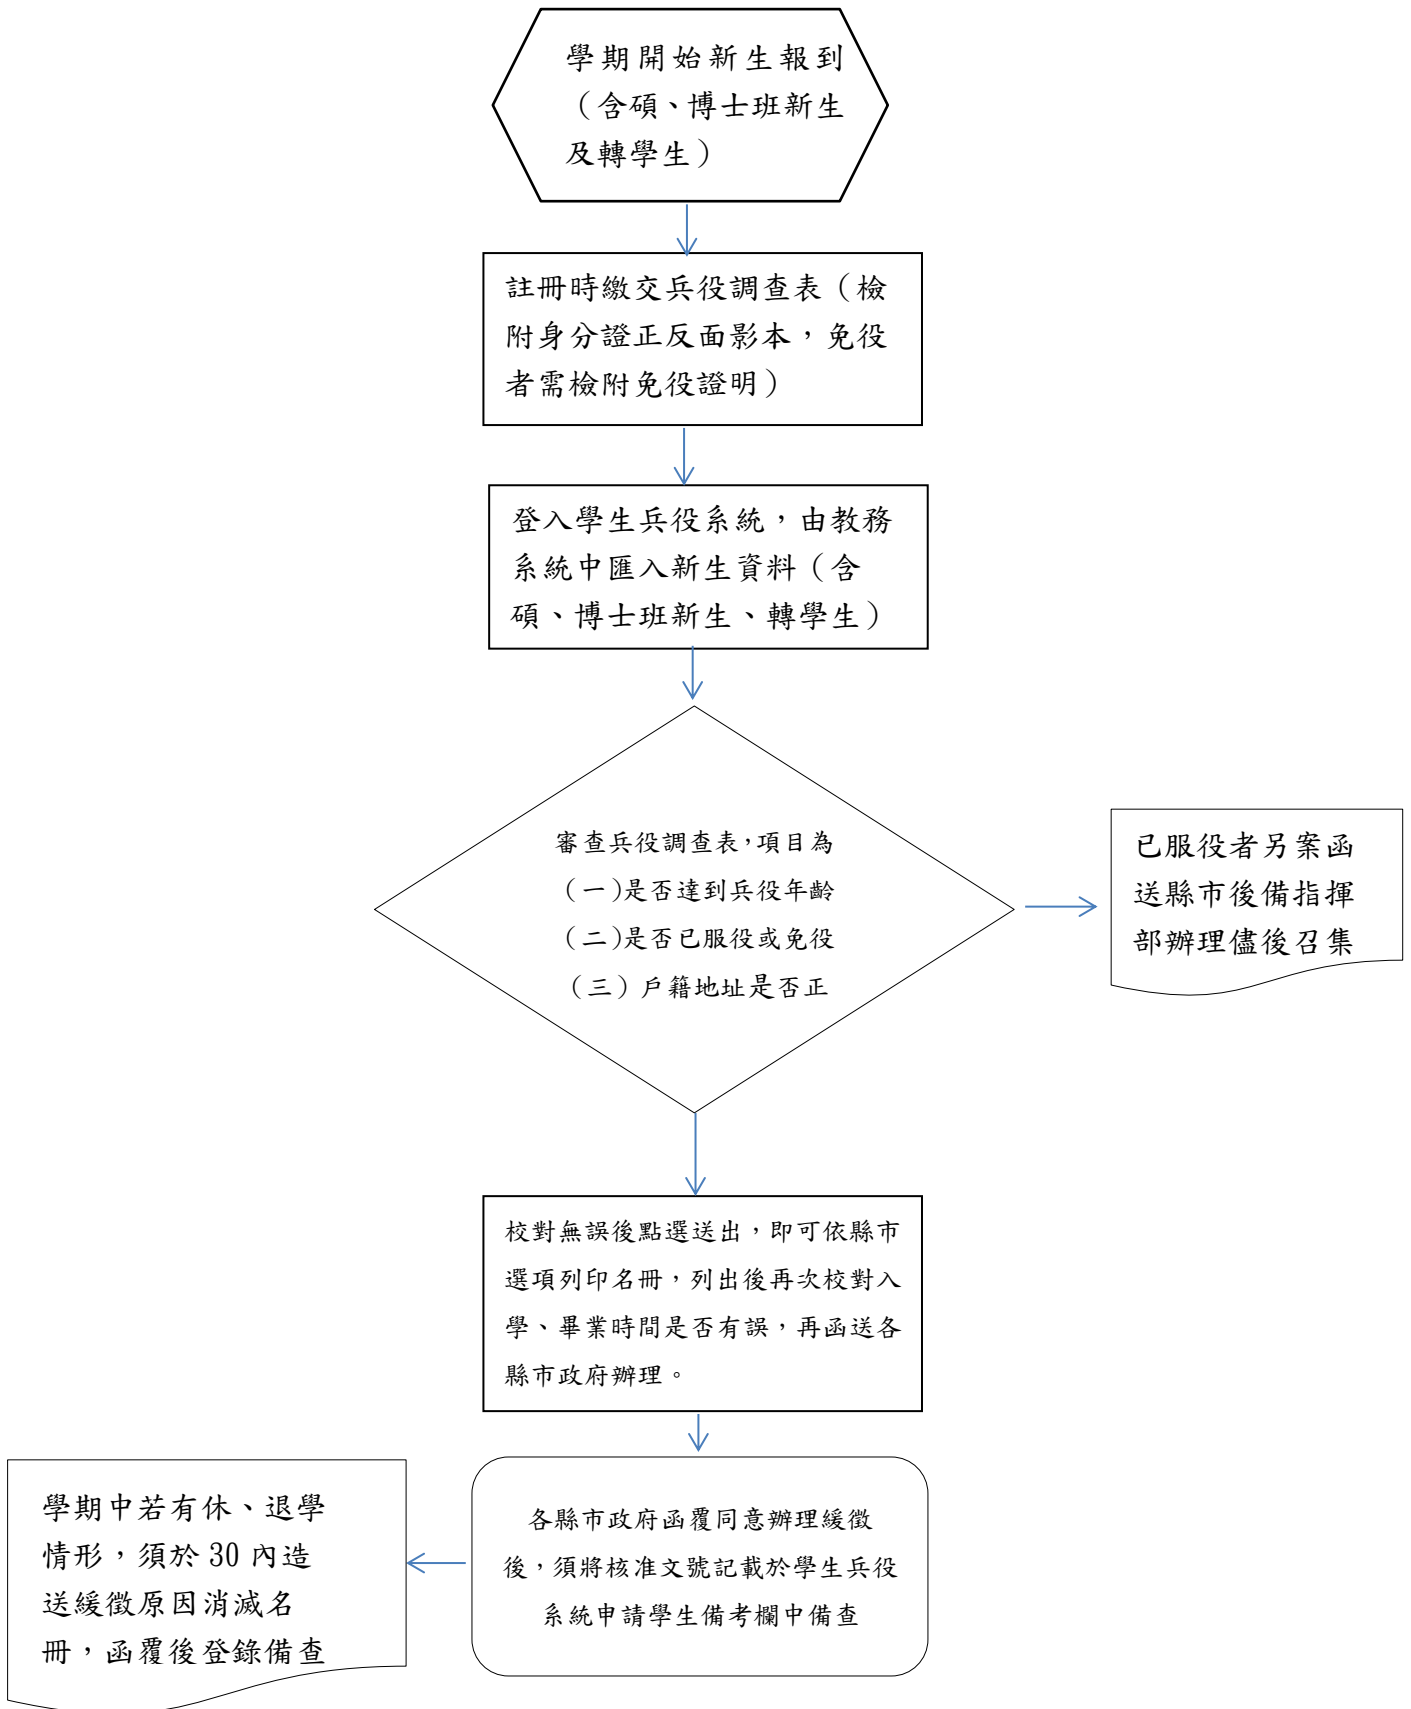 學期開始新生報到
（含碩、博士班新生
及轉學生）
註冊時繳交兵役調查表（檢
附身分證正反面影本，免役
者需檢附免役證明）
登入學生兵役系統，由教務
系統中匯入新生資料（含
碩、博士班新生、轉學生）
審查兵役調查表，項目為
（一）是否達到兵役年齡
（二）是否已服役或免役
（三）戶籍地址是否正
已服役者另案函
送縣市後備指揮
部辦理儘後召集
校對無誤後點選送出，即可依縣市
選項列印名冊，列出後再次校對入
學、畢業時間是否有誤，再函送各
縣市政府辦理。
各縣市政府函覆同意辦理緩徵
後，須將核准文號記載於學生兵役
系統申請學生備考欄中備查
學期中若有休、退學
情形，須於 30 內造
送緩徵原因消滅名
冊，函覆後登錄備查